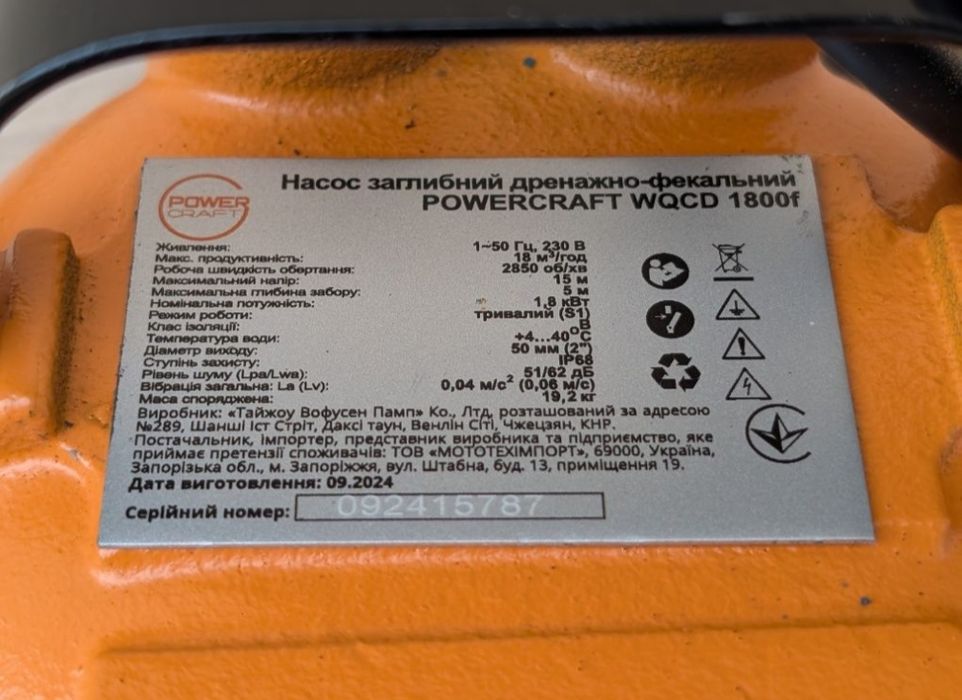 POWER
CRAFT
Насос заглибний дренажно-фекальний
POWERCRAFT WQCD 1800f
Живлення: 1~50 Гц, 230 В
Макс. продуктивність: 18 м³/год
Робоча швидкість обертання: 2850 об/хв
Максимальний напір: 15 м
Максимальна глибина забору: 5 м
Номінальна потужність: 1,8 кВт
Режим роботи: тривалий (S1)
Клас ізоляції: B
Температура води: +4...40°C
Діаметр виходу: 50 мм (2")
Ступінь захисту: IP68
Рівень шуму (Lpa/Lwa): 51/62 дБ
Вібрація загальна: La (Lv): 0,04 м/с² (0,06 м/с)
Маса споряджена: 19,2 кг
Виробник: «Тайжоу Вофусен Памп» Ко., Лтд, розташований за адресою
№289, Шанші Іст Стріт, Даксі таун, Венлін Сіті, Чжецзян, КНР.
Постачальник, імпортер, представник виробника та підприємство, яке
приймає претензії споживачів: ТОВ «МОТОТЕХІМПОРТ», 69000, Україна,
Запорізька обл., м. Запоріжжя, вул. Штабна, буд. 13, приміщення 19.
Дата виготовлення: 09.2024
Серійний номер: 092415787